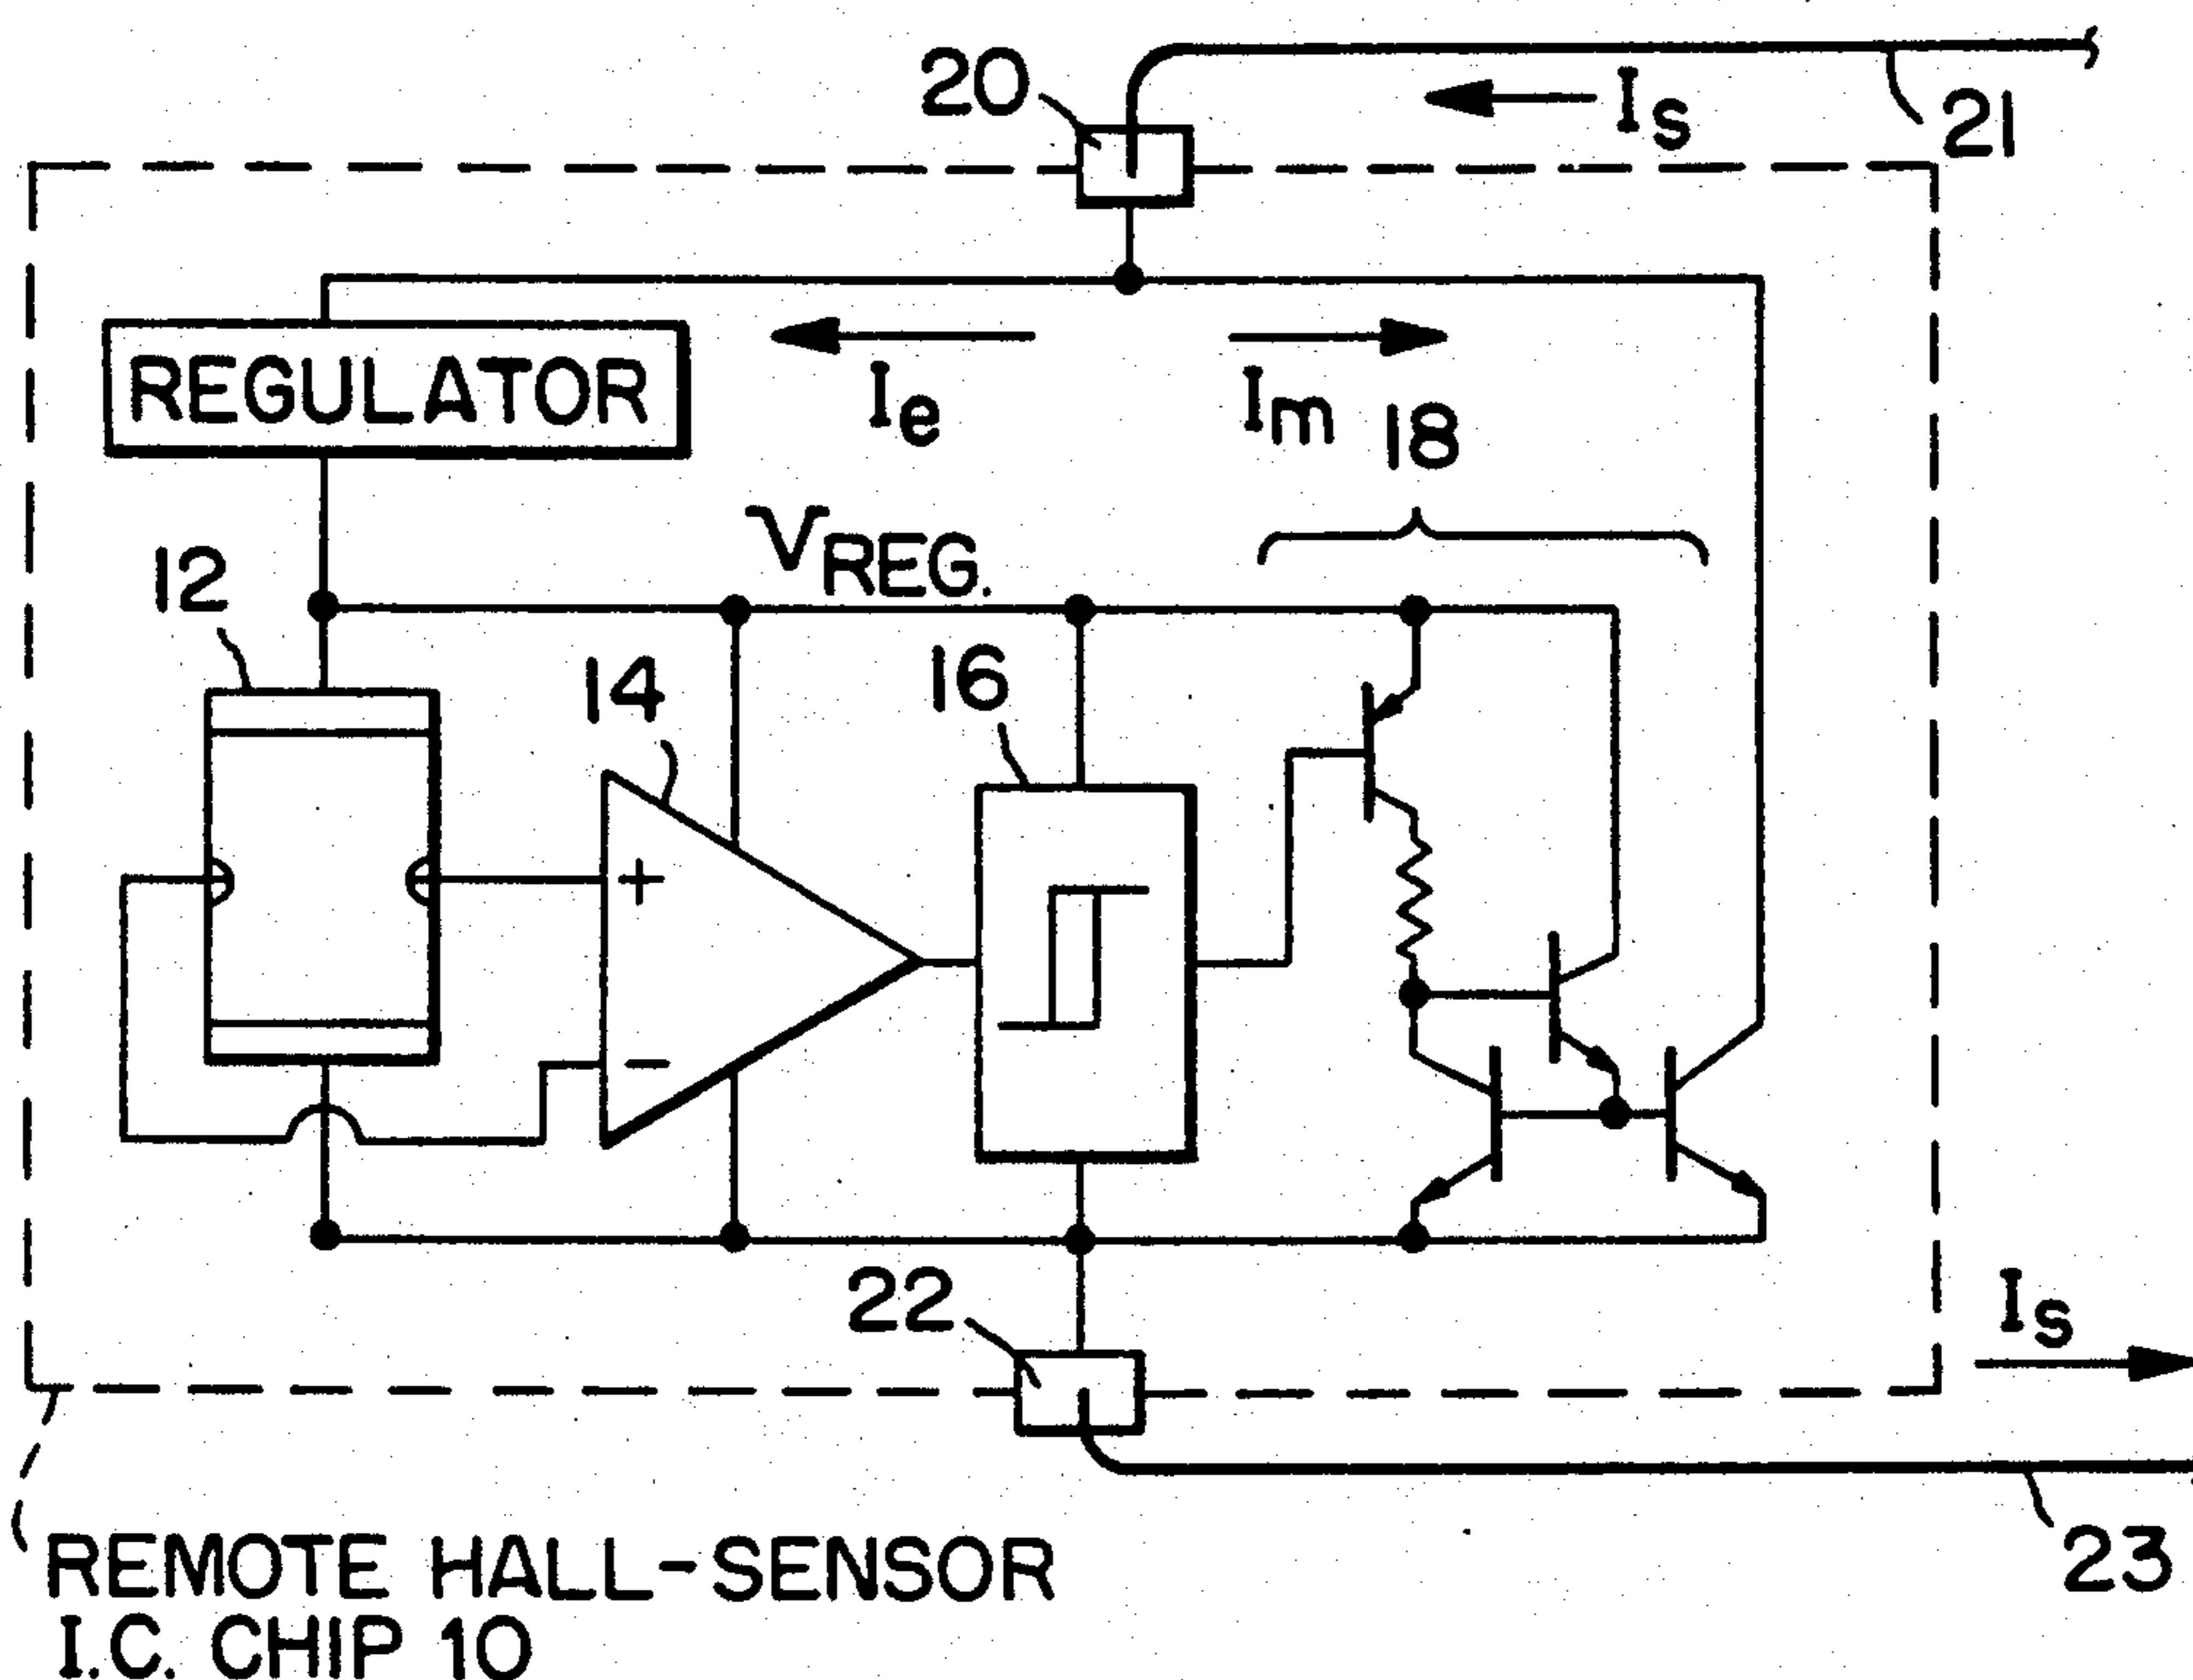 20
Is
21
REGULATOR
Ie
Im
18
VREG.
12
14
16
+
-
22
Is
23
REMOTE HALL-SENSOR
I.C. CHIP 10